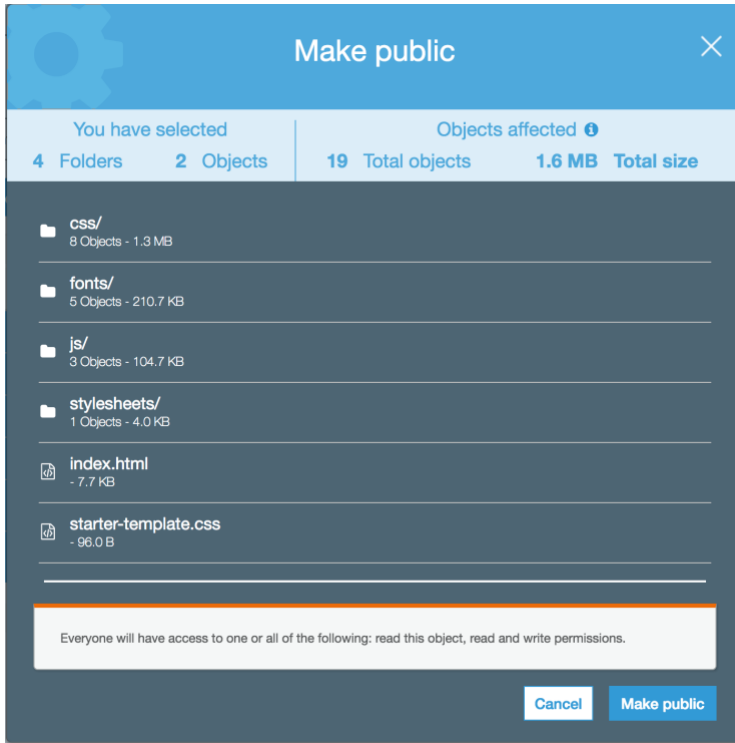 Make public
You have selected
4 Folders 2 Objects
Objects affected
19 Total objects 1.6 MB Total size
css/
8 Objects - 1.3 MB
fonts/
5 Objects - 210.7 KB
js/
3 Objects - 104.7 KB
stylesheets/
1 Objects - 4.0 KB
index.html
- 7.7 KB
starter-template.css
- 96.0 B
Everyone will have access to one or all of the following: read this object, read and write permissions.
Cancel Make public